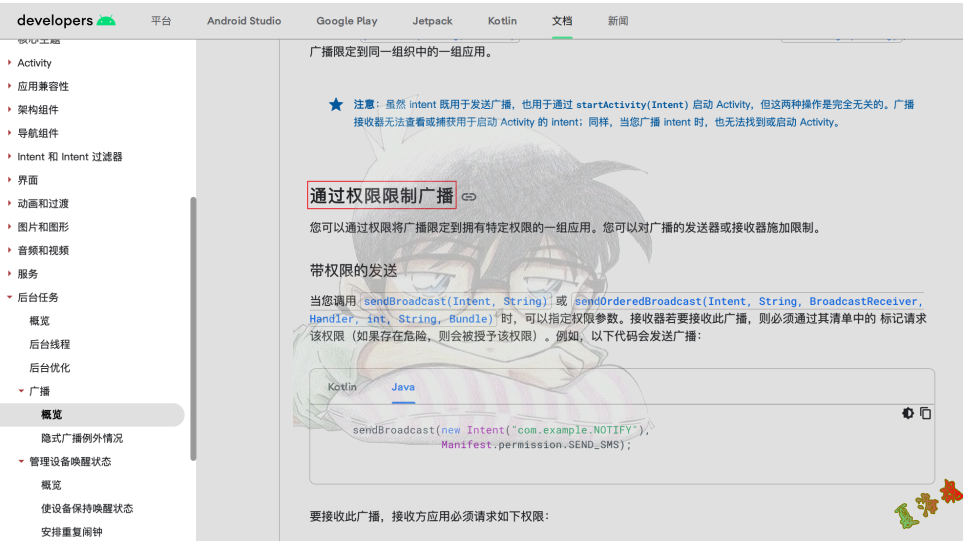 developers
平台
Android Studio
Google Play
Jetpack
Kotlin
文档
新闻
核心主题
Activity
应用兼容性
架构组件
导航组件
Intent 和 Intent 过滤器
界面
动画和过渡
图片和图形
音频和视频
服务
后台任务
概览
后台线程
后台优化
广播
概览
隐式广播例外情况
管理设备唤醒状态
概览
使设备保持唤醒状态
安排重复闹钟
广播限定到同一组织中的一组应用。
注意：虽然 intent 既用于发送广播，也用于通过 startActivity(Intent) 启动 Activity，但这两种操作是完全无关的。广播
接收器无法查看或捕获用于启动 Activity 的 intent；同样，当您广播 intent 时，也无法找到或启动 Activity。
通过权限限制广播
您可以通过权限将广播限定到拥有特定权限的一组应用。您可以对广播的发送器或接收器施加限制。
带权限的发送
当您调用 sendBroadcast(Intent, String) 或 sendOrderedBroadcast(Intent, String, BroadcastReceiver,
Handler, int, String, Bundle) 时，可以指定权限参数。接收器若要接收此广播，则必须通过其清单中的 标记请求
该权限（如果存在危险，则会被授予该权限）。例如，以下代码会发送广播：
Kotlin
Java
sendBroadcast(new Intent("com.example.NOTIFY"),
Manifest.permission.SEND_SMS);
要接收此广播，接收方应用必须请求如下权限：